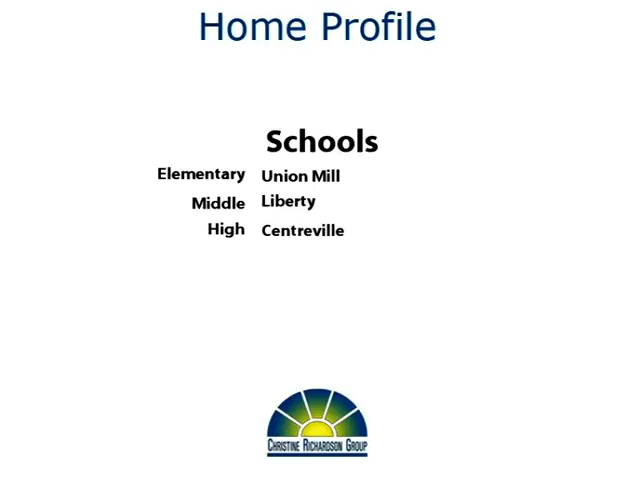 Home Profile
Schools
Elementary Union Mill
Middle Liberty
High Centreville
CHRISTINE RICHARDSON GROUP